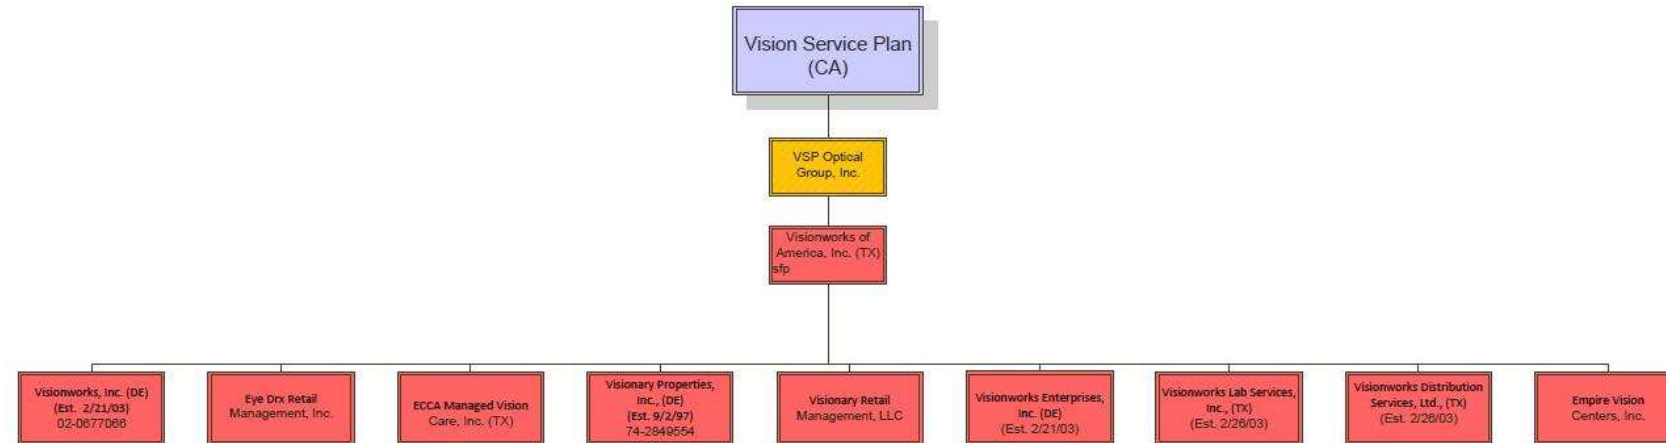 Vision Service Plan
(CA)
VSP Optical
Group, Inc.
Visionworks of
America, Inc. (TX)
sfp
Visionworks, Inc. (DE)
(Est. 2/21/03)
02-0677066
Eye Drx Retail
Management, Inc.
ECCA Managed Vision
Care, Inc. (TX)
Visionary Properties,
Inc., (DE)
(Est. 9/2/97)
74-2849554
Visionary Retail
Management, LLC
Visionworks Enterprises,
Inc. (DE)
(Est. 2/21/03)
Visionworks Lab Services,
Inc., (TX)
(Est. 2/26/03)
Visionworks Distribution
Services, Ltd., (TX)
(Est. 2/26/03)
Empire Vision
Centers, Inc.